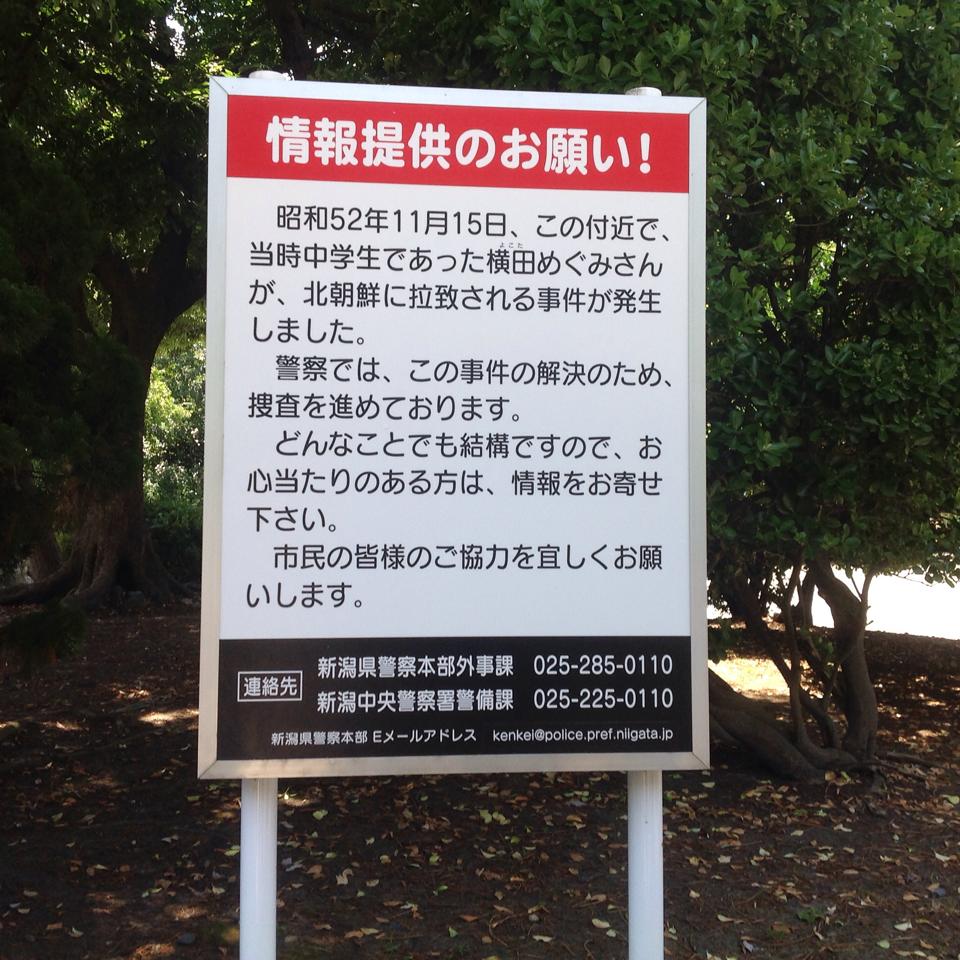 情報提供のお願い!
昭和52年11月15日、この付近で、
よこた
当時中学生であった横田めぐみさん
が、北朝鮮に拉致される事件が発生
しました。
警察では、この事件の解決のため、
捜査を進めております。
どんなことでも結構ですので、お
心当たりのある方は、情報をお寄せ
下さい。
市民の皆様のご協力を宜しくお願
いします。
連絡先
新潟県警察本部外事課 025-285-0110
新潟中央警察署警備課 025-225-0110
新潟県警察本部 Eメールアドレス kenkei@police.pref.niigata.jp